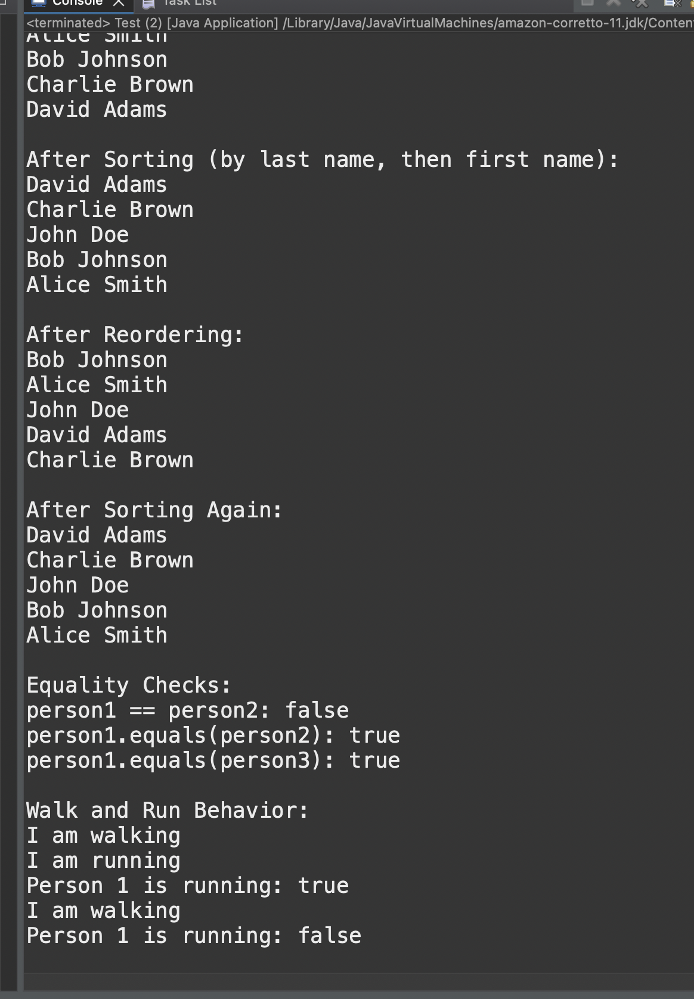 Console
Task List
<terminated> Test (2) [Java Application] /Library/Java/JavaVirtualMachines/amazon-corretto-11.jdk/Conten
Alice Smith
Bob Johnson
Charlie Brown
David Adams
After Sorting (by last name, then first name):
David Adams
Charlie Brown
John Doe
Bob Johnson
Alice Smith
After Reordering:
Bob Johnson
Alice Smith
John Doe
David Adams
Charlie Brown
After Sorting Again:
David Adams
Charlie Brown
John Doe
Bob Johnson
Alice Smith
Equality Checks:
person1 == person2: false
person1.equals(person2): true
person1.equals(person3): true
Walk and Run Behavior:
I am walking
I am running
Person 1 is running: true
I am walking
Person 1 is running: false